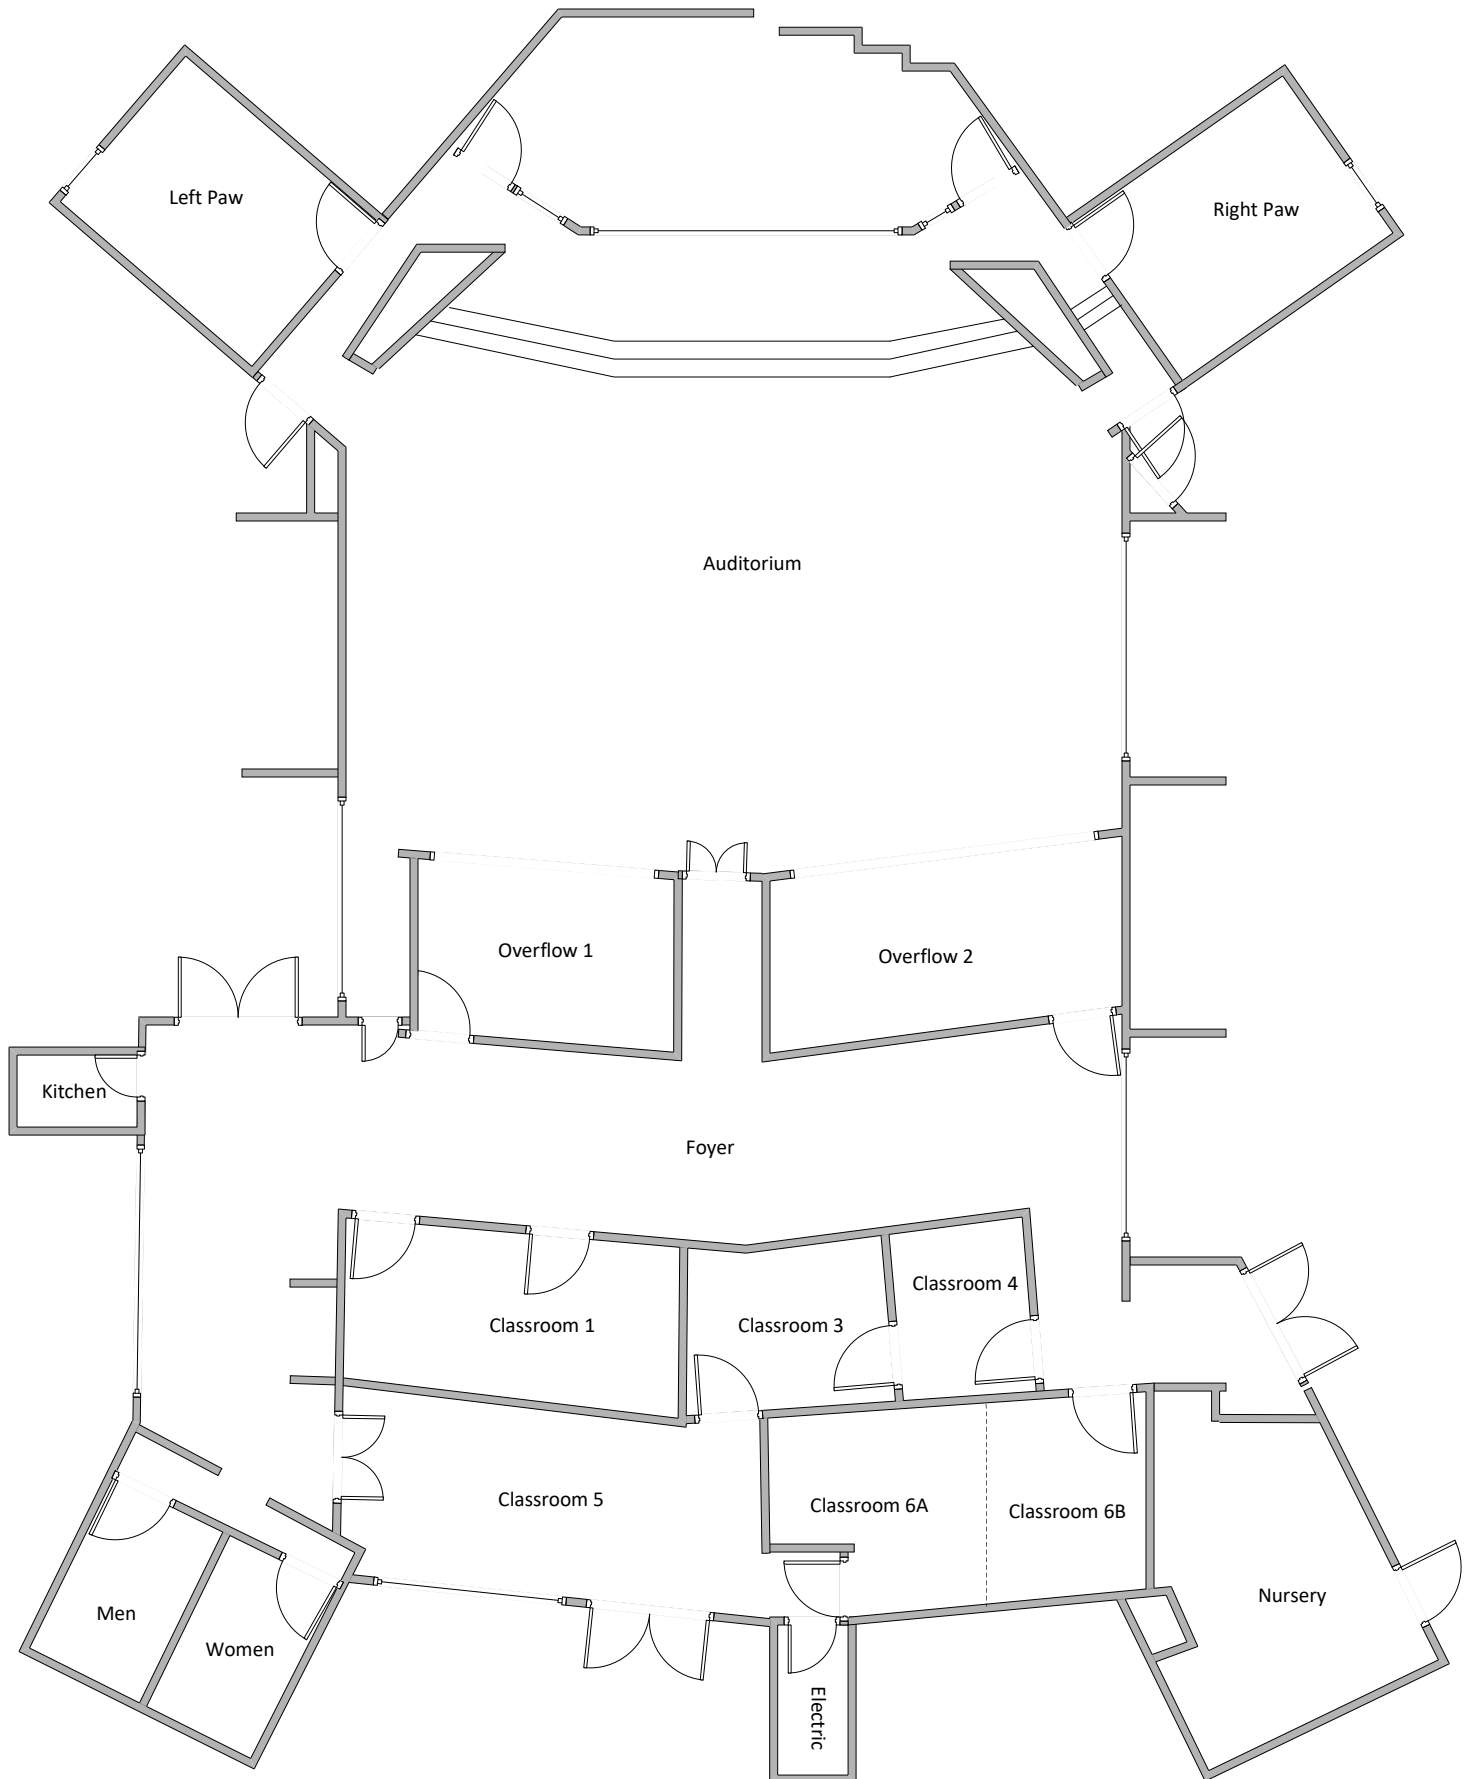 Left Paw
Right Paw
Auditorium
Overflow 1
Overflow 2
Kitchen
Foyer
Classroom 4
Classroom 1
Classroom 3
Classroom 5
Classroom 6A
Classroom 6B
Nursery
Men
Women
Electric